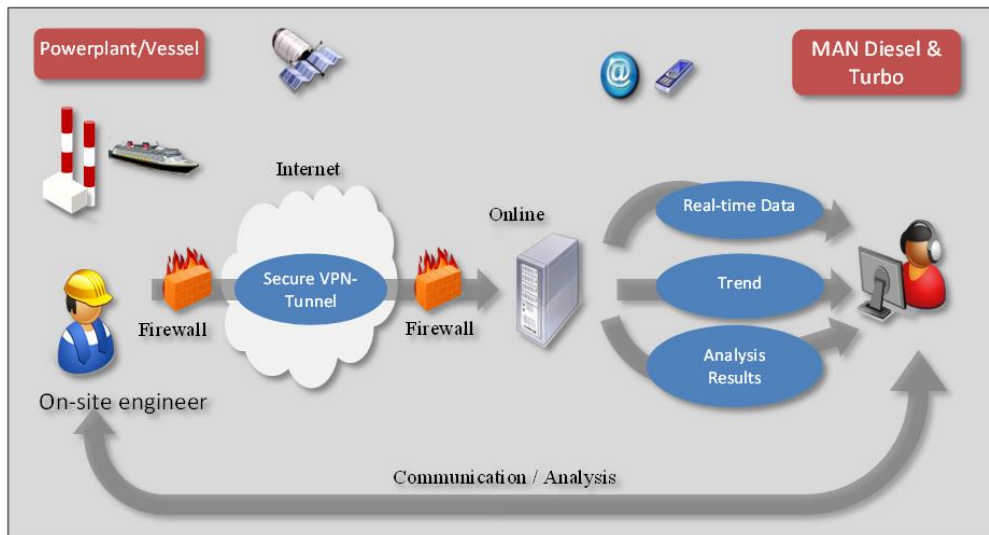 Powerplant/Vessel
MAN Diesel &
Turbo
@
Internet
Online
Real-time Data
Secure VPN-
Tunnel
Trend
Firewall
Firewall
Analysis
Results
On-site engineer
Communication / Analysis